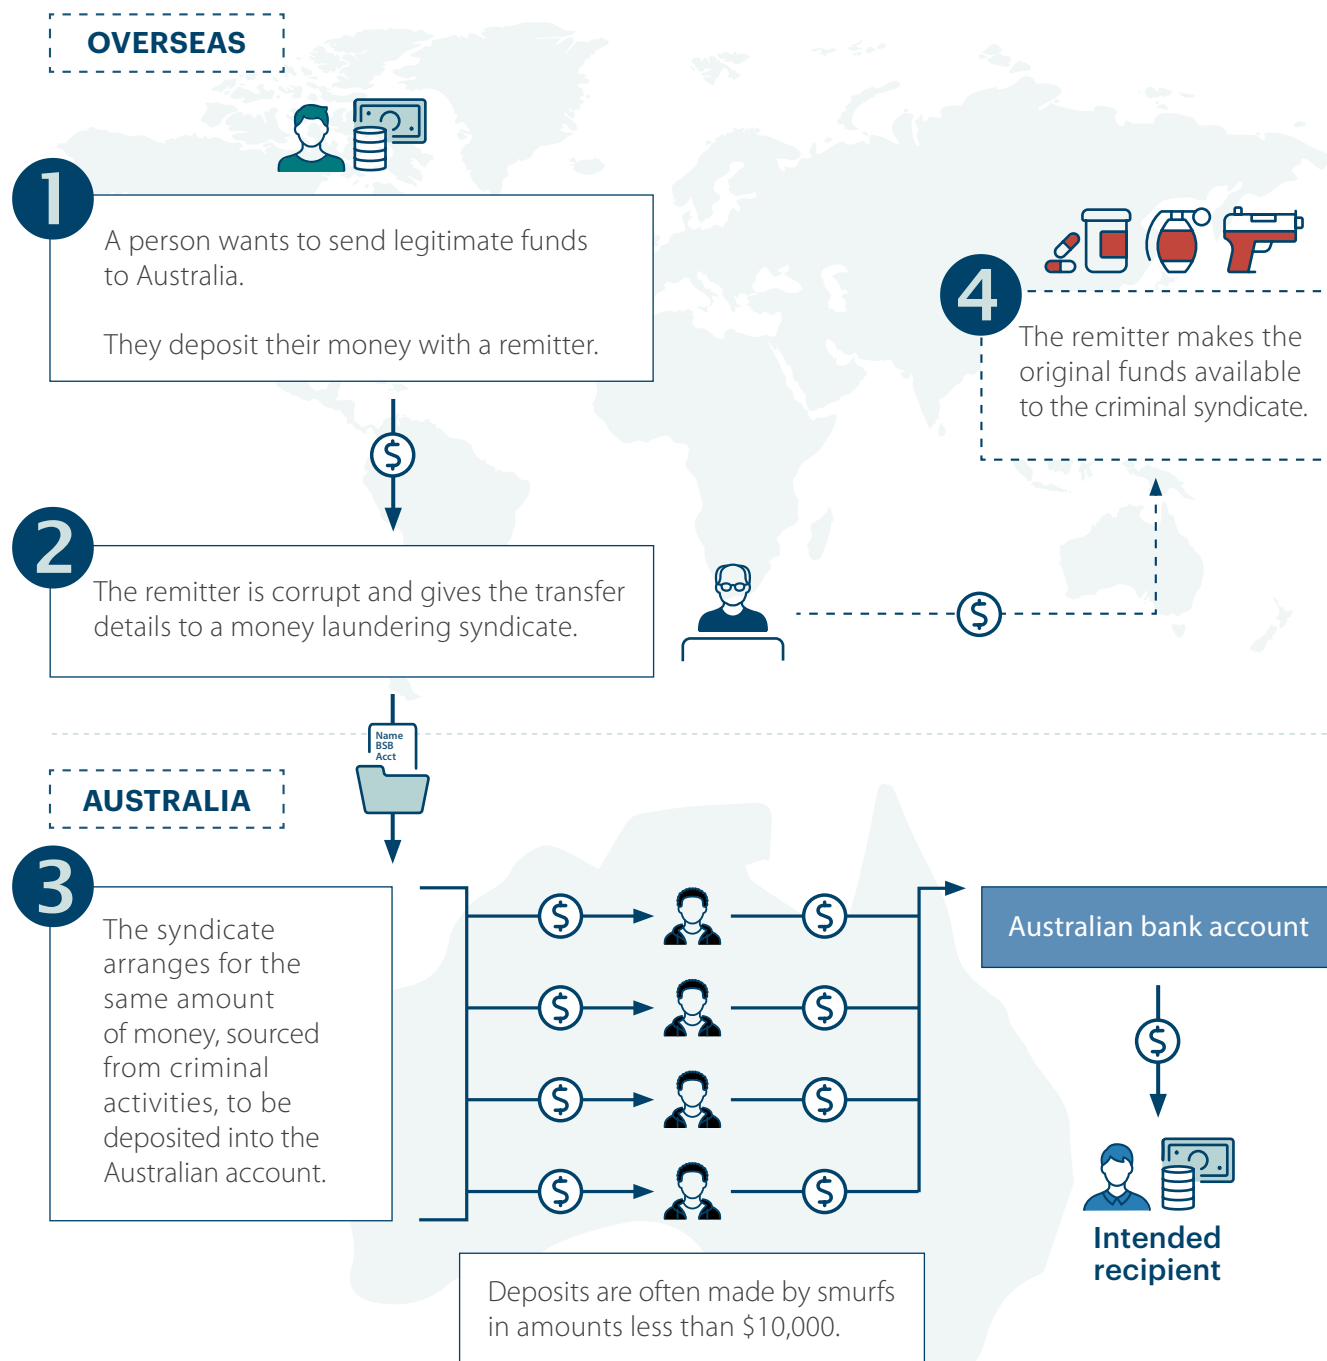 OVERSEAS
1
A person wants to send legitimate funds
to Australia.
They deposit their money with a remitter.
$
2
The remitter is corrupt and gives the transfer
details to a money laundering syndicate.
$
4
The remitter makes the
original funds available
to the criminal syndicate.
Name
BSB
Acct
AUSTRALIA
3
The syndicate
arranges for the
same amount
of money, sourced
from criminal
activities, to be
deposited into the
Australian account.
$ $
$ $
$ $
$ $
Deposits are often made by smurfs
in amounts less than $10,000.
Australian bank account
$
Intended
recipient